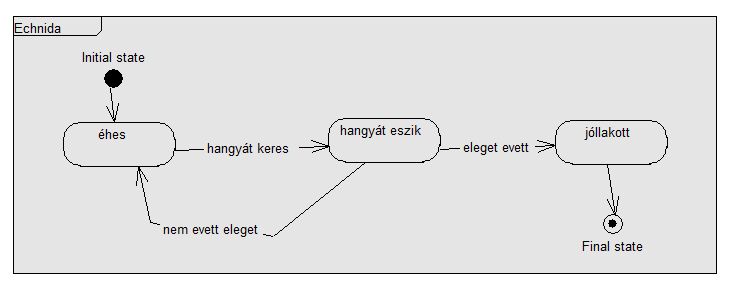 Echnida
Initial state
éhes
hangyát keres
hangyát eszik
eleget evett
jóllakott
nem evett eleget
Final state